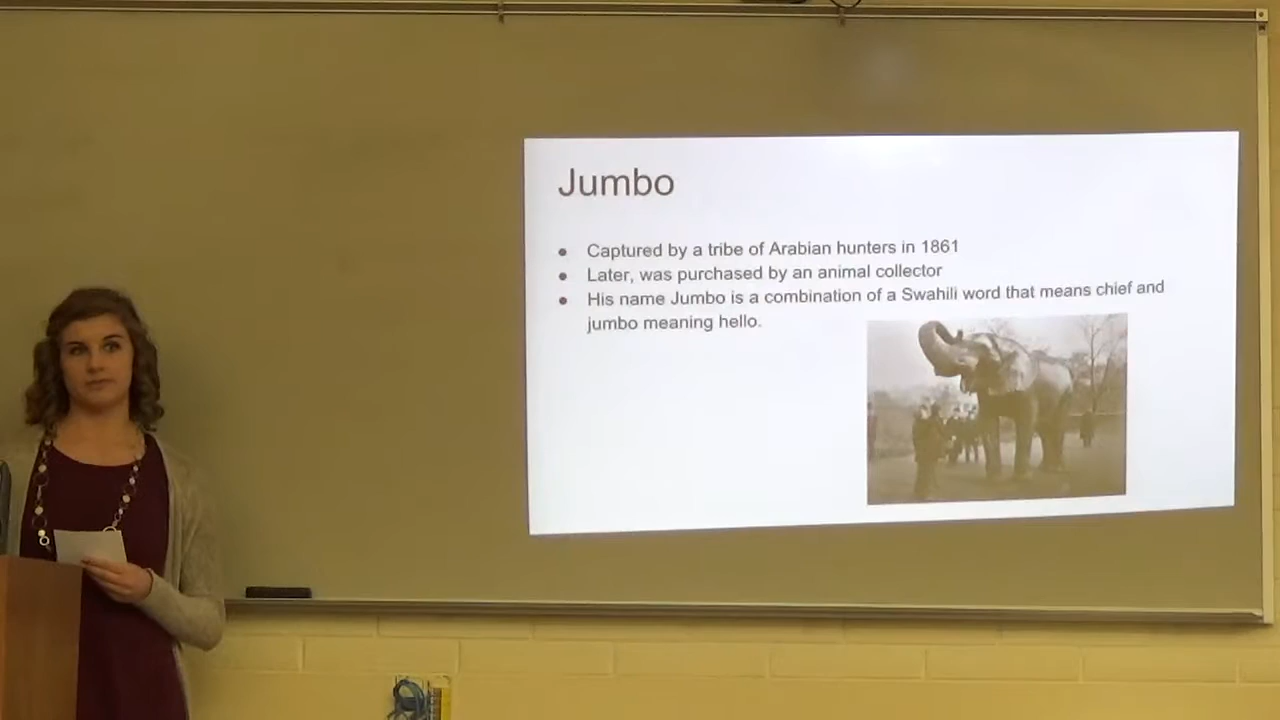 Jumbo
● Captured by a tribe of Arabian hunters in 1861
● Later, was purchased by an animal collector
● His name Jumbo is a combination of a Swahili word that means chief and
jumbo meaning hello.